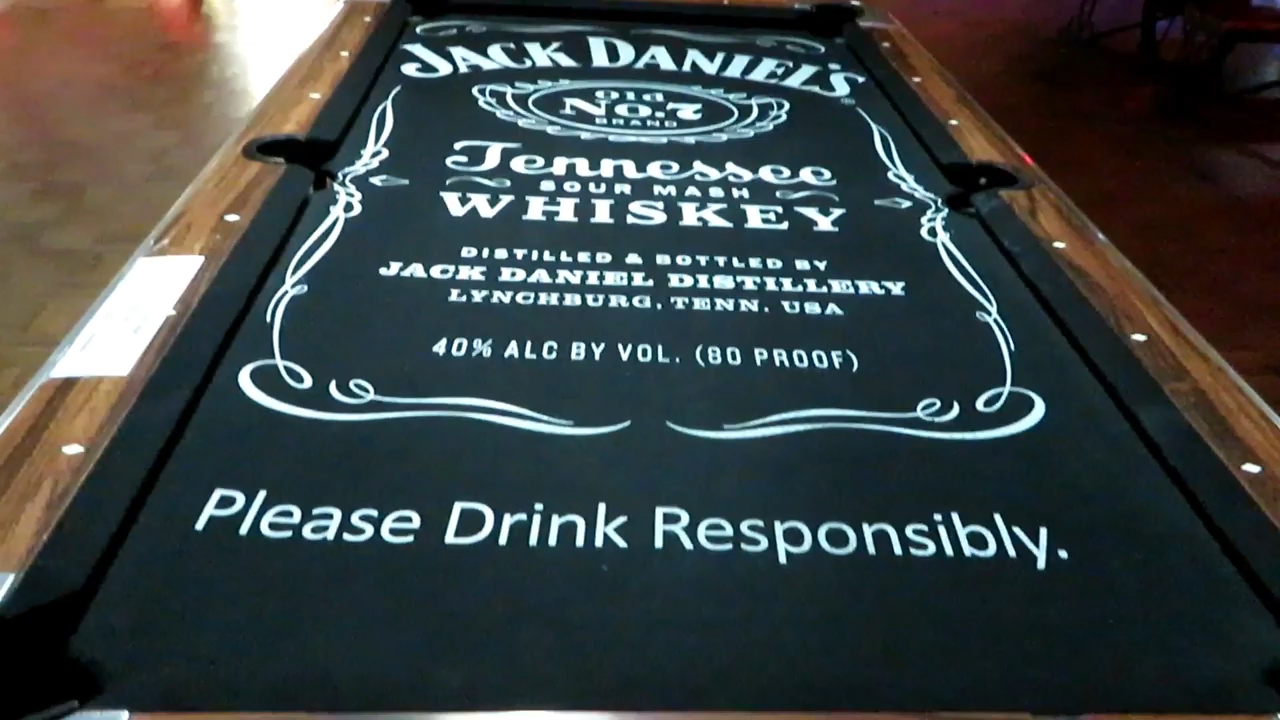 JACK DANIEL'S
Old
No.7
BRAND
Tennessee
SOUR MASH
WHISKEY
DISTILLED & BOTTLED BY
JACK DANIEL DISTILLERY
LYNCHBURG, TENN. USA
40% ALC BY VOL. (80 PROOF)
Please Drink Responsibly.